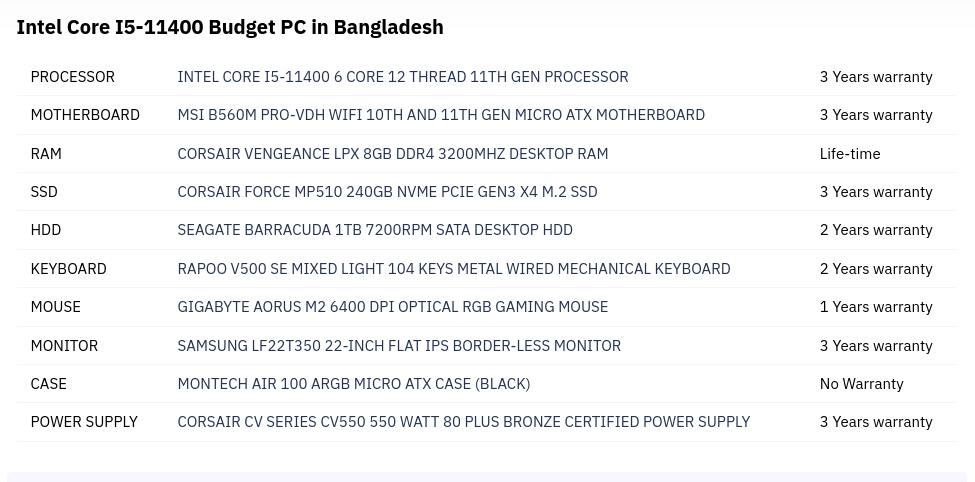 Intel Core I5-11400 Budget PC in Bangladesh
PROCESSOR INTEL CORE I5-11400 6 CORE 12 THREAD 11TH GEN PROCESSOR 3 Years warranty
MOTHERBOARD MSI B560M PRO-VDH WIFI 10TH AND 11TH GEN MICRO ATX MOTHERBOARD 3 Years warranty
RAM CORSAIR VENGEANCE LPX 8GB DDR4 3200MHZ DESKTOP RAM Life-time
SSD CORSAIR FORCE MP510 240GB NVME PCIE GEN3 X4 M.2 SSD 3 Years warranty
HDD SEAGATE BARRACUDA 1TB 7200RPM SATA DESKTOP HDD 2 Years warranty
KEYBOARD RAPOO V500 SE MIXED LIGHT 104 KEYS METAL WIRED MECHANICAL KEYBOARD 2 Years warranty
MOUSE GIGABYTE AORUS M2 6400 DPI OPTICAL RGB GAMING MOUSE 1 Years warranty
MONITOR SAMSUNG LF22T350 22-INCH FLAT IPS BORDER-LESS MONITOR 3 Years warranty
CASE MONTECH AIR 100 ARGB MICRO ATX CASE (BLACK) No Warranty
POWER SUPPLY CORSAIR CV SERIES CV550 550 WATT 80 PLUS BRONZE CERTIFIED POWER SUPPLY 3 Years warranty